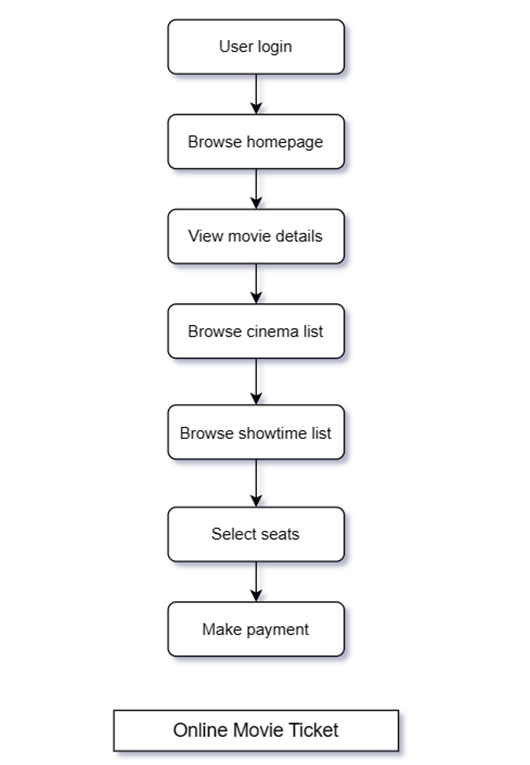 User login
Browse homepage
View movie details
Browse cinema list
Browse showtime list
Select seats
Make payment
Online Movie Ticket